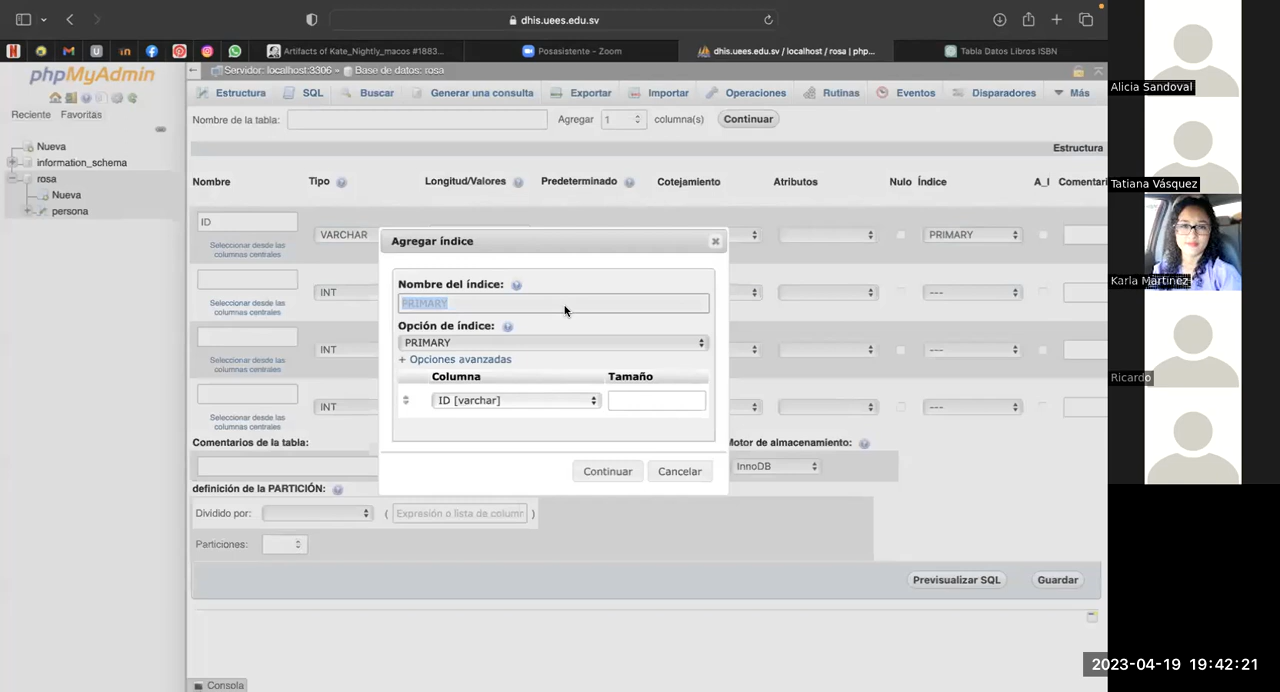 dhis.uees.edu.sv
Artifacts of Kate_Nightly_macos #1883...
Posasistente - Zoom
dhis.uees.edu.sv / localhost / rosa | php...
Tabla Datos Libros ISBN
phpMyAdmin
Reciente Favoritas
Nueva
information_schema
rosa
Nueva
persona
Servidor: localhost:3306 » Base de datos: rosa
Estructura SQL Buscar Generar una consulta Exportar Importar Operaciones Rutinas Eventos Disparadores Más
Nombre de la tabla: Agregar 1 columna(s) Continuar
Estructura
Nombre Tipo Longitud/Valores Predeterminado Cotejamiento Atributos Nulo Índice A_I Comentari
ID
Seleccionar desde las
columnas centrales
VARCHAR PRIMARY
Seleccionar desde las
columnas centrales
INT ---
Seleccionar desde las
columnas centrales
INT ---
Seleccionar desde las
columnas centrales
INT ---
Agregar índice
Nombre del índice:
PRIMARY
Opción de índice:
PRIMARY
+ Opciones avanzadas
Columna Tamaño
ID [varchar]
Continuar Cancelar
Comentarios de la tabla:
Motor de almacenamiento:
InnoDB
definición de la PARTICIÓN:
Dividido por: ( Expresión o lista de column )
Particiones:
Previsualizar SQL Guardar
Consola
Alicia Sandoval
Tatiana Vásquez
Karla Martinez
Ricardo
2023-04-19 19:42:21